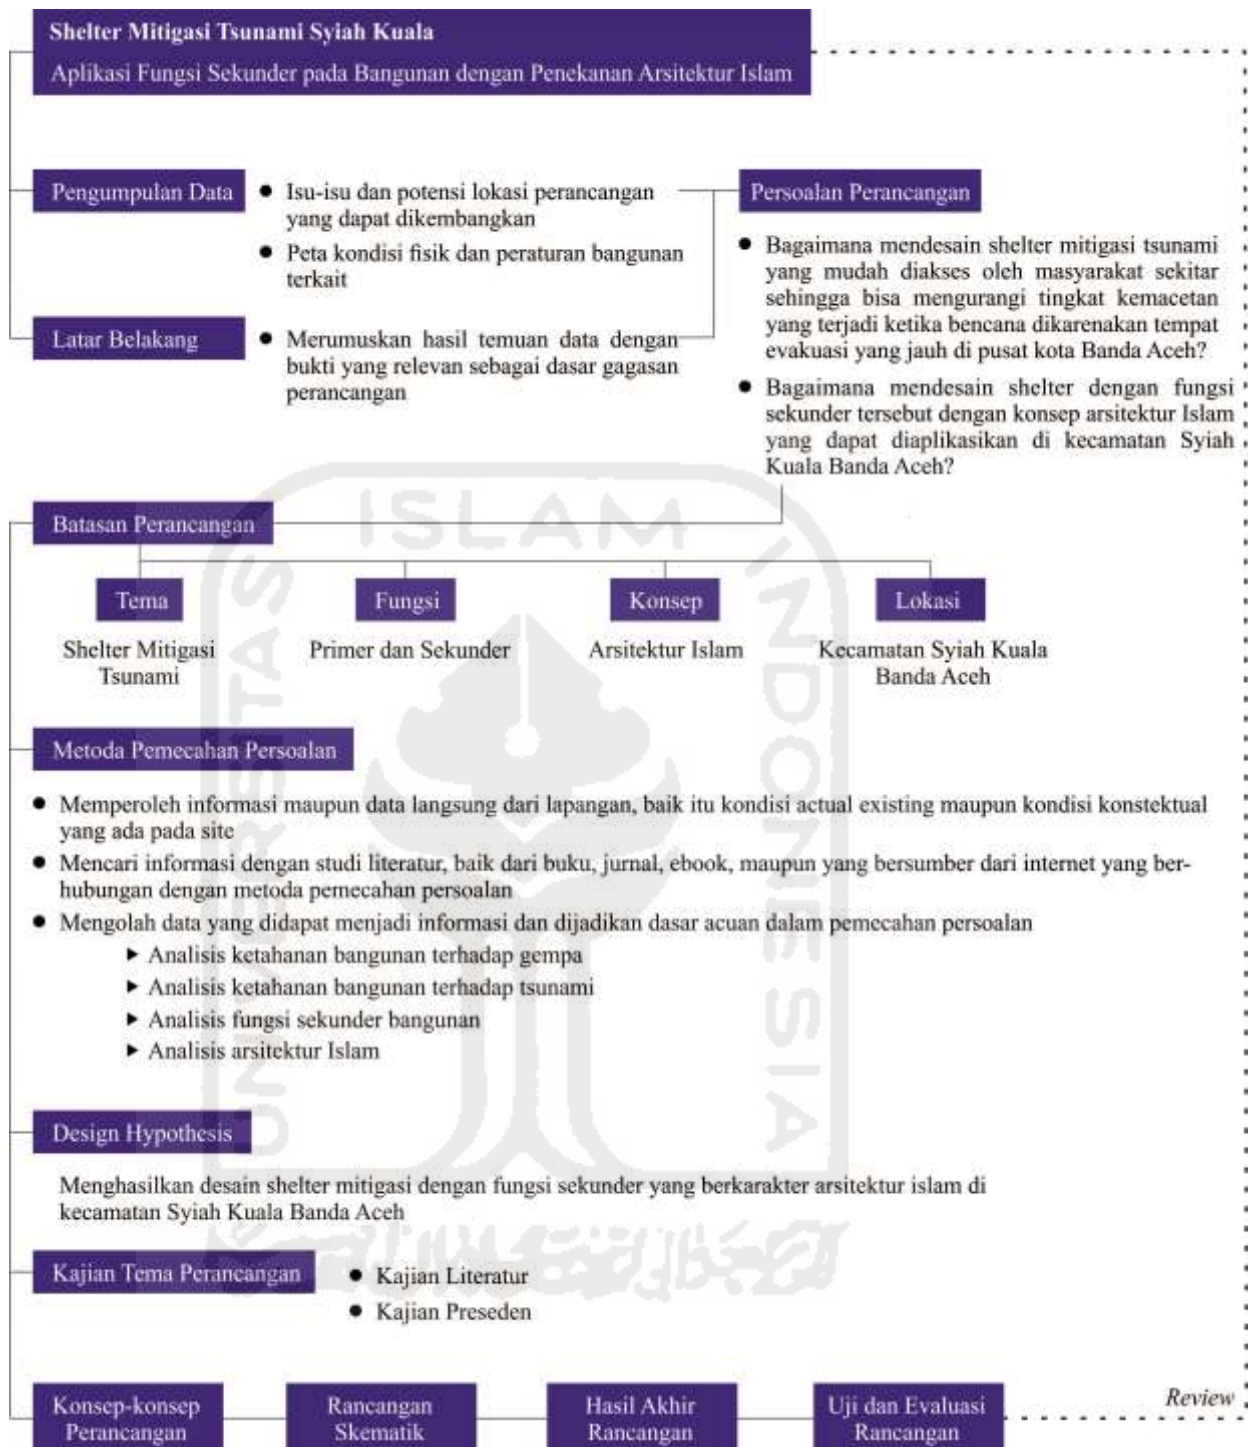 Shelter Mitigasi Tsunami Syiah Kuala
Aplikasi Fungsi Sekunder pada Bangunan dengan Penekanan Arsitektur Islam
Pengumpulan Data
● Isu-isu dan potensi lokasi perancangan
yang dapat dikembangkan
● Peta kondisi fisik dan peraturan bangunan
terkait
Latar Belakang
● Merumuskan hasil temuan data dengan
bukti yang relevan sebagai dasar gagasan
perancangan
Persoalan Perancangan
● Bagaimana mendesain shelter mitigasi tsunami
yang mudah diakses oleh masyarakat sekitar
sehingga bisa mengurangi tingkat kemacetan
yang terjadi ketika bencana dikarenakan tempat
evakuasi yang jauh di pusat kota Banda Aceh?
● Bagaimana mendesain shelter dengan fungsi
sekunder tersebut dengan konsep arsitektur Islam
yang dapat diaplikasikan di kecamatan Syiah
Kuala Banda Aceh?
Batasan Perancangan
Tema
Shelter Mitigasi
Tsunami
Fungsi
Primer dan Sekunder
Konsep
Arsitektur Islam
Lokasi
Kecamatan Syiah Kuala
Banda Aceh
Metoda Pemecahan Persoalan
● Memperoleh informasi maupun data langsung dari lapangan, baik itu kondisi actual existing maupun kondisi konstektual
yang ada pada site
● Mencari informasi dengan studi literatur, baik dari buku, jurnal, ebook, maupun yang bersumber dari internet yang ber-
hubungan dengan metoda pemecahan persoalan
● Mengolah data yang didapat menjadi informasi dan dijadikan dasar acuan dalam pemecahan persoalan
▶ Analisis ketahanan bangunan terhadap gempa
▶ Analisis ketahanan bangunan terhadap tsunami
▶ Analisis fungsi sekunder bangunan
▶ Analisis arsitektur Islam
Design Hypothesis
Menghasilkan desain shelter mitigasi dengan fungsi sekunder yang berkarakter arsitektur islam di
kecamatan Syiah Kuala Banda Aceh
Kajian Tema Perancangan
● Kajian Literatur
● Kajian Preseden
Konsep-konsep
Perancangan
Rancangan
Skematik
Hasil Akhir
Rancangan
Uji dan Evaluasi
Rancangan
Review
UNIVERSITAS
ISLAM
INDONESIA